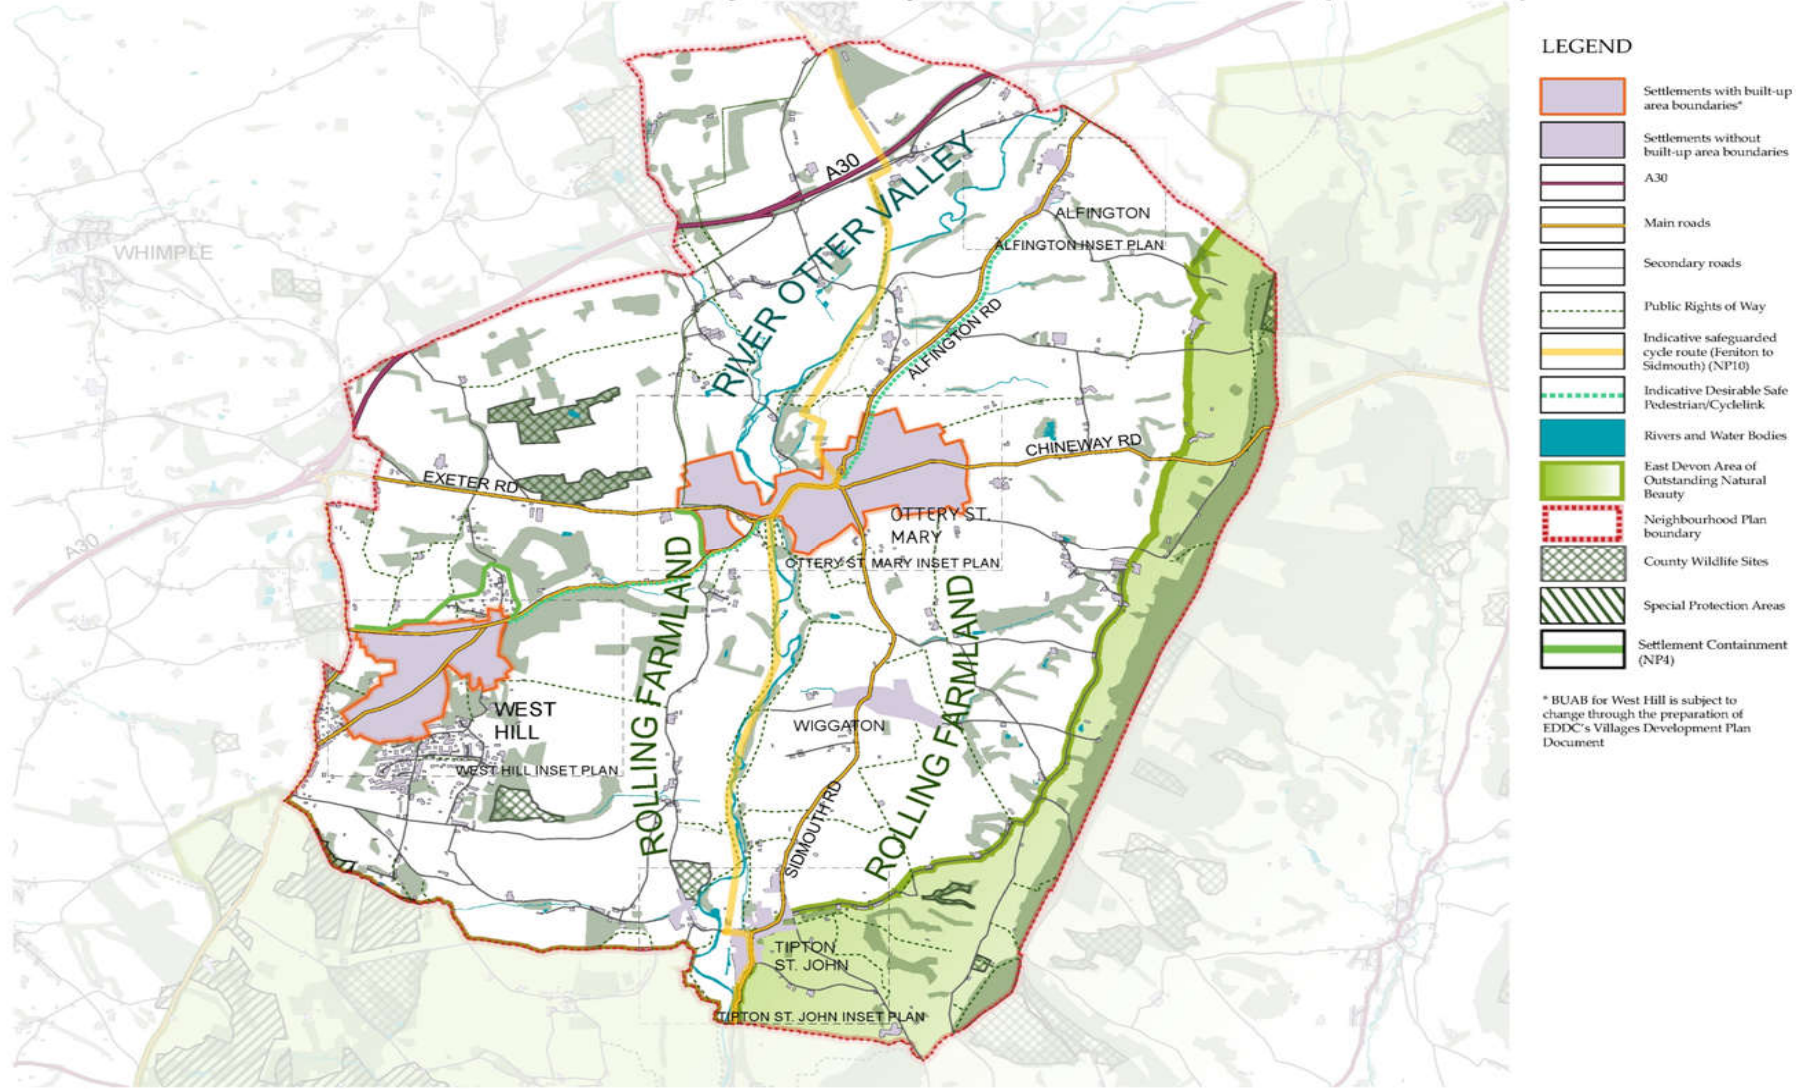 WHIMPLE
A30
A30
RIVER OTTER VALLEY
ALFINGTON
ALFINGTON INSET PLAN
ALFINGTON RD
EXETER RD
CHINEWAY RD
OTTERY ST.
MARY
OTTERY ST. MARY INSET PLAN
ROLLING FARMLAND
ROLLING FARMLAND
WEST
HILL
WEST HILL INSET PLAN
WIGGATON
SIDMOUTH RD
TIPTON
ST. JOHN
TIPTON ST. JOHN INSET PLAN
LEGEND
Settlements with built-up
area boundaries*
Settlements without
built-up area boundaries
A30
Main roads
Secondary roads
Public Rights of Way
Indicative safeguarded
cycle route (Feniton to
Sidmouth) (NP10)
Indicative Desirable Safe
Pedestrian/Cyclelink
Rivers and Water Bodies
East Devon Area of
Outstanding Natural
Beauty
Neighbourhood Plan
boundary
County Wildlife Sites
Special Protection Areas
Settlement Containment
(NP4)
* BUAB for West Hill is subject to
change through the preparation of
EDDC's Villages Development Plan
Document